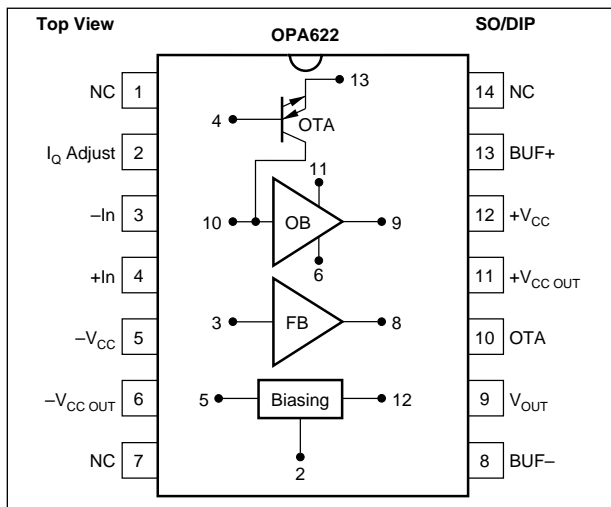 Top View OPA622 SO/DIP
NC 1 13 14 NC
4 OTA
I_Q Adjust 2 13 BUF+
11
–In 3 12 +V_CC
10 OB 9
+In 4 6 11 +V_CC OUT
–V_CC 5 3 FB 8 10 OTA
–V_CC OUT 6 5 Biasing 12 9 V_OUT
2
NC 7 8 BUF–